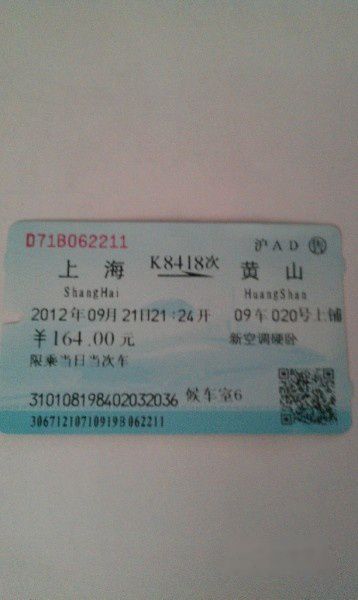 D71B062211 沪AD 售
上海 K8418次 黄山
ShangHai HuangShan
2012年09月21日21:24开 09车020号上铺
￥164.00元 新空调硬卧
限乘当日当次车
310108198402032036 候车室6
30671210710919B062211